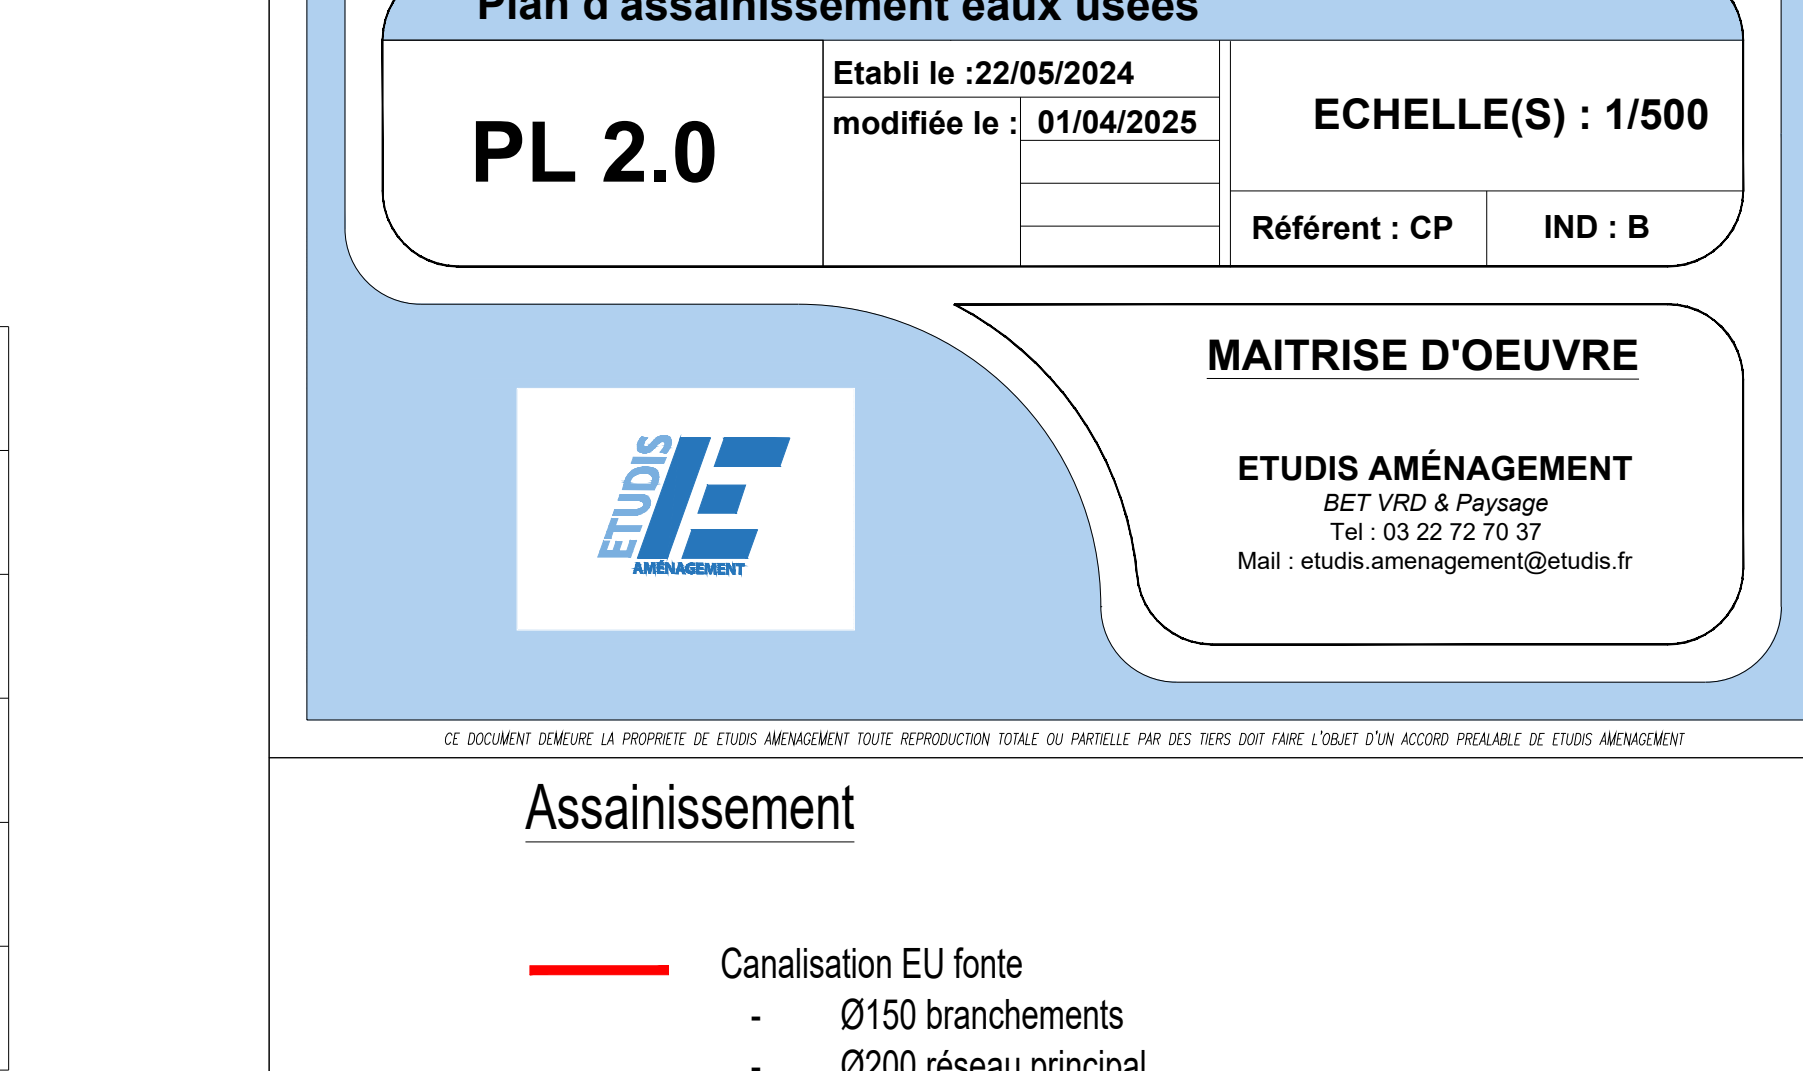 Plan d'assainissement eaux usées
PL 2.0
Etabli le :22/05/2024
modifiée le : 01/04/2025
ECHELLE(S) : 1/500
Référent : CP
IND : B
MAITRISE D'OEUVRE
ETUDIS AMÉNAGEMENT
BET VRD & Paysage
Tel : 03 22 72 70 37
Mail : etudis.amenagement@etudis.fr
ETUDIS
E
AMÉNAGEMENT
CE DOCUMENT DEMEURE LA PROPRIETE DE ETUDIS AMENAGEMENT TOUTE REPRODUCTION TOTALE OU PARTIELLE PAR DES TIERS DOIT FAIRE L'OBJET D'UN ACCORD PREALABLE DE ETUDIS AMENAGEMENT
Assainissement
Canalisation EU fonte
- Ø150 branchements
- Ø200 réseau principal